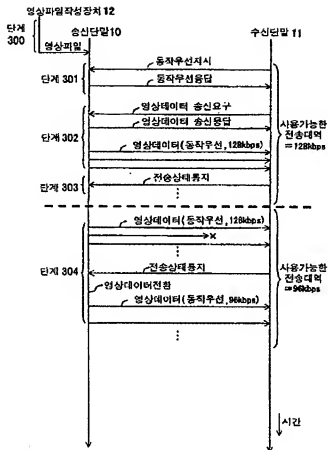 영상파일작성장치 12
단계 300
영상파일
송신단말 10
수신단말 11
단계 301
동작우선지시
동작우선응답
단계 302
영상데이터 송신요구
영상데이터 송신응답
영상데이터(동작우선, 128kbps)
사용가능한
전송대역
=128kbps
단계 303
전송상태통지
영상데이터(동작우선, 128kbps)
단계 304
전송상태통지
영상데이터전환
영상데이터(동작우선, 96kbps)
사용가능한
전송대역
=96kbps
시간